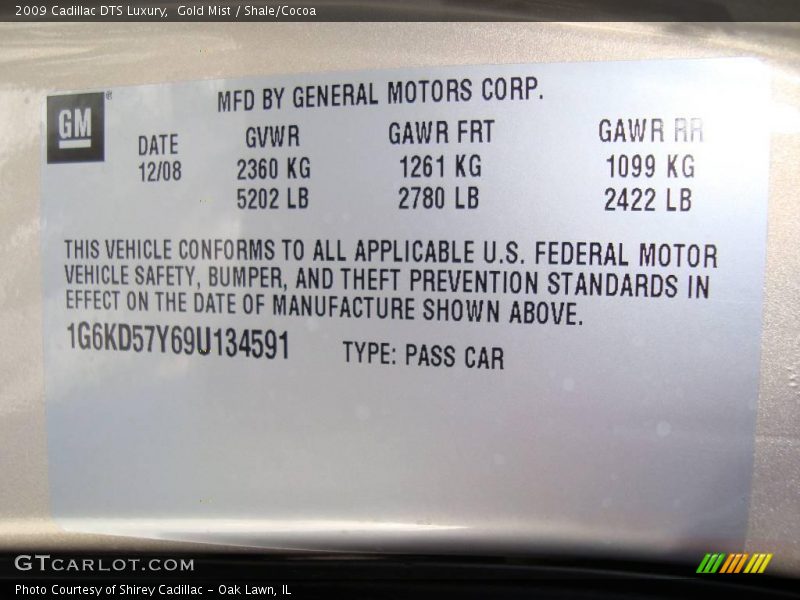 2009 Cadillac DTS Luxury,  Gold Mist / Shale/Cocoa
GM®
MFD BY GENERAL MOTORS CORP.
DATE GVWR GAWR FRT GAWR RR
12/08 2360 KG 1261 KG 1099 KG
5202 LB 2780 LB 2422 LB
THIS VEHICLE CONFORMS TO ALL APPLICABLE U.S. FEDERAL MOTOR
VEHICLE SAFETY, BUMPER, AND THEFT PREVENTION STANDARDS IN
EFFECT ON THE DATE OF MANUFACTURE SHOWN ABOVE.
1G6KD57Y69U134591 TYPE: PASS CAR
GTCARLOT.COM
Photo Courtesy of Shirey Cadillac - Oak Lawn, IL